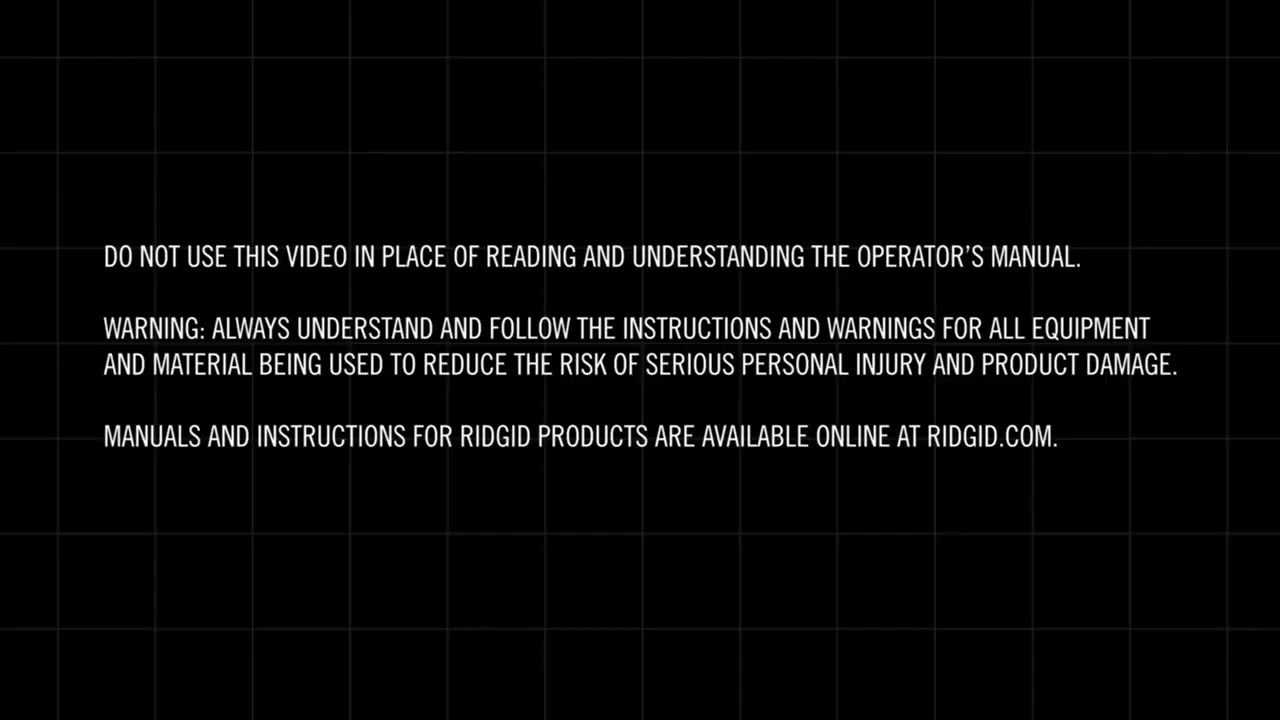 DO NOT USE THIS VIDEO IN PLACE OF READING AND UNDERSTANDING THE OPERATOR’S MANUAL.
WARNING: ALWAYS UNDERSTAND AND FOLLOW THE INSTRUCTIONS AND WARNINGS FOR ALL EQUIPMENT
AND MATERIAL BEING USED TO REDUCE THE RISK OF SERIOUS PERSONAL INJURY AND PRODUCT DAMAGE.
MANUALS AND INSTRUCTIONS FOR RIDGID PRODUCTS ARE AVAILABLE ONLINE AT RIDGID.COM.